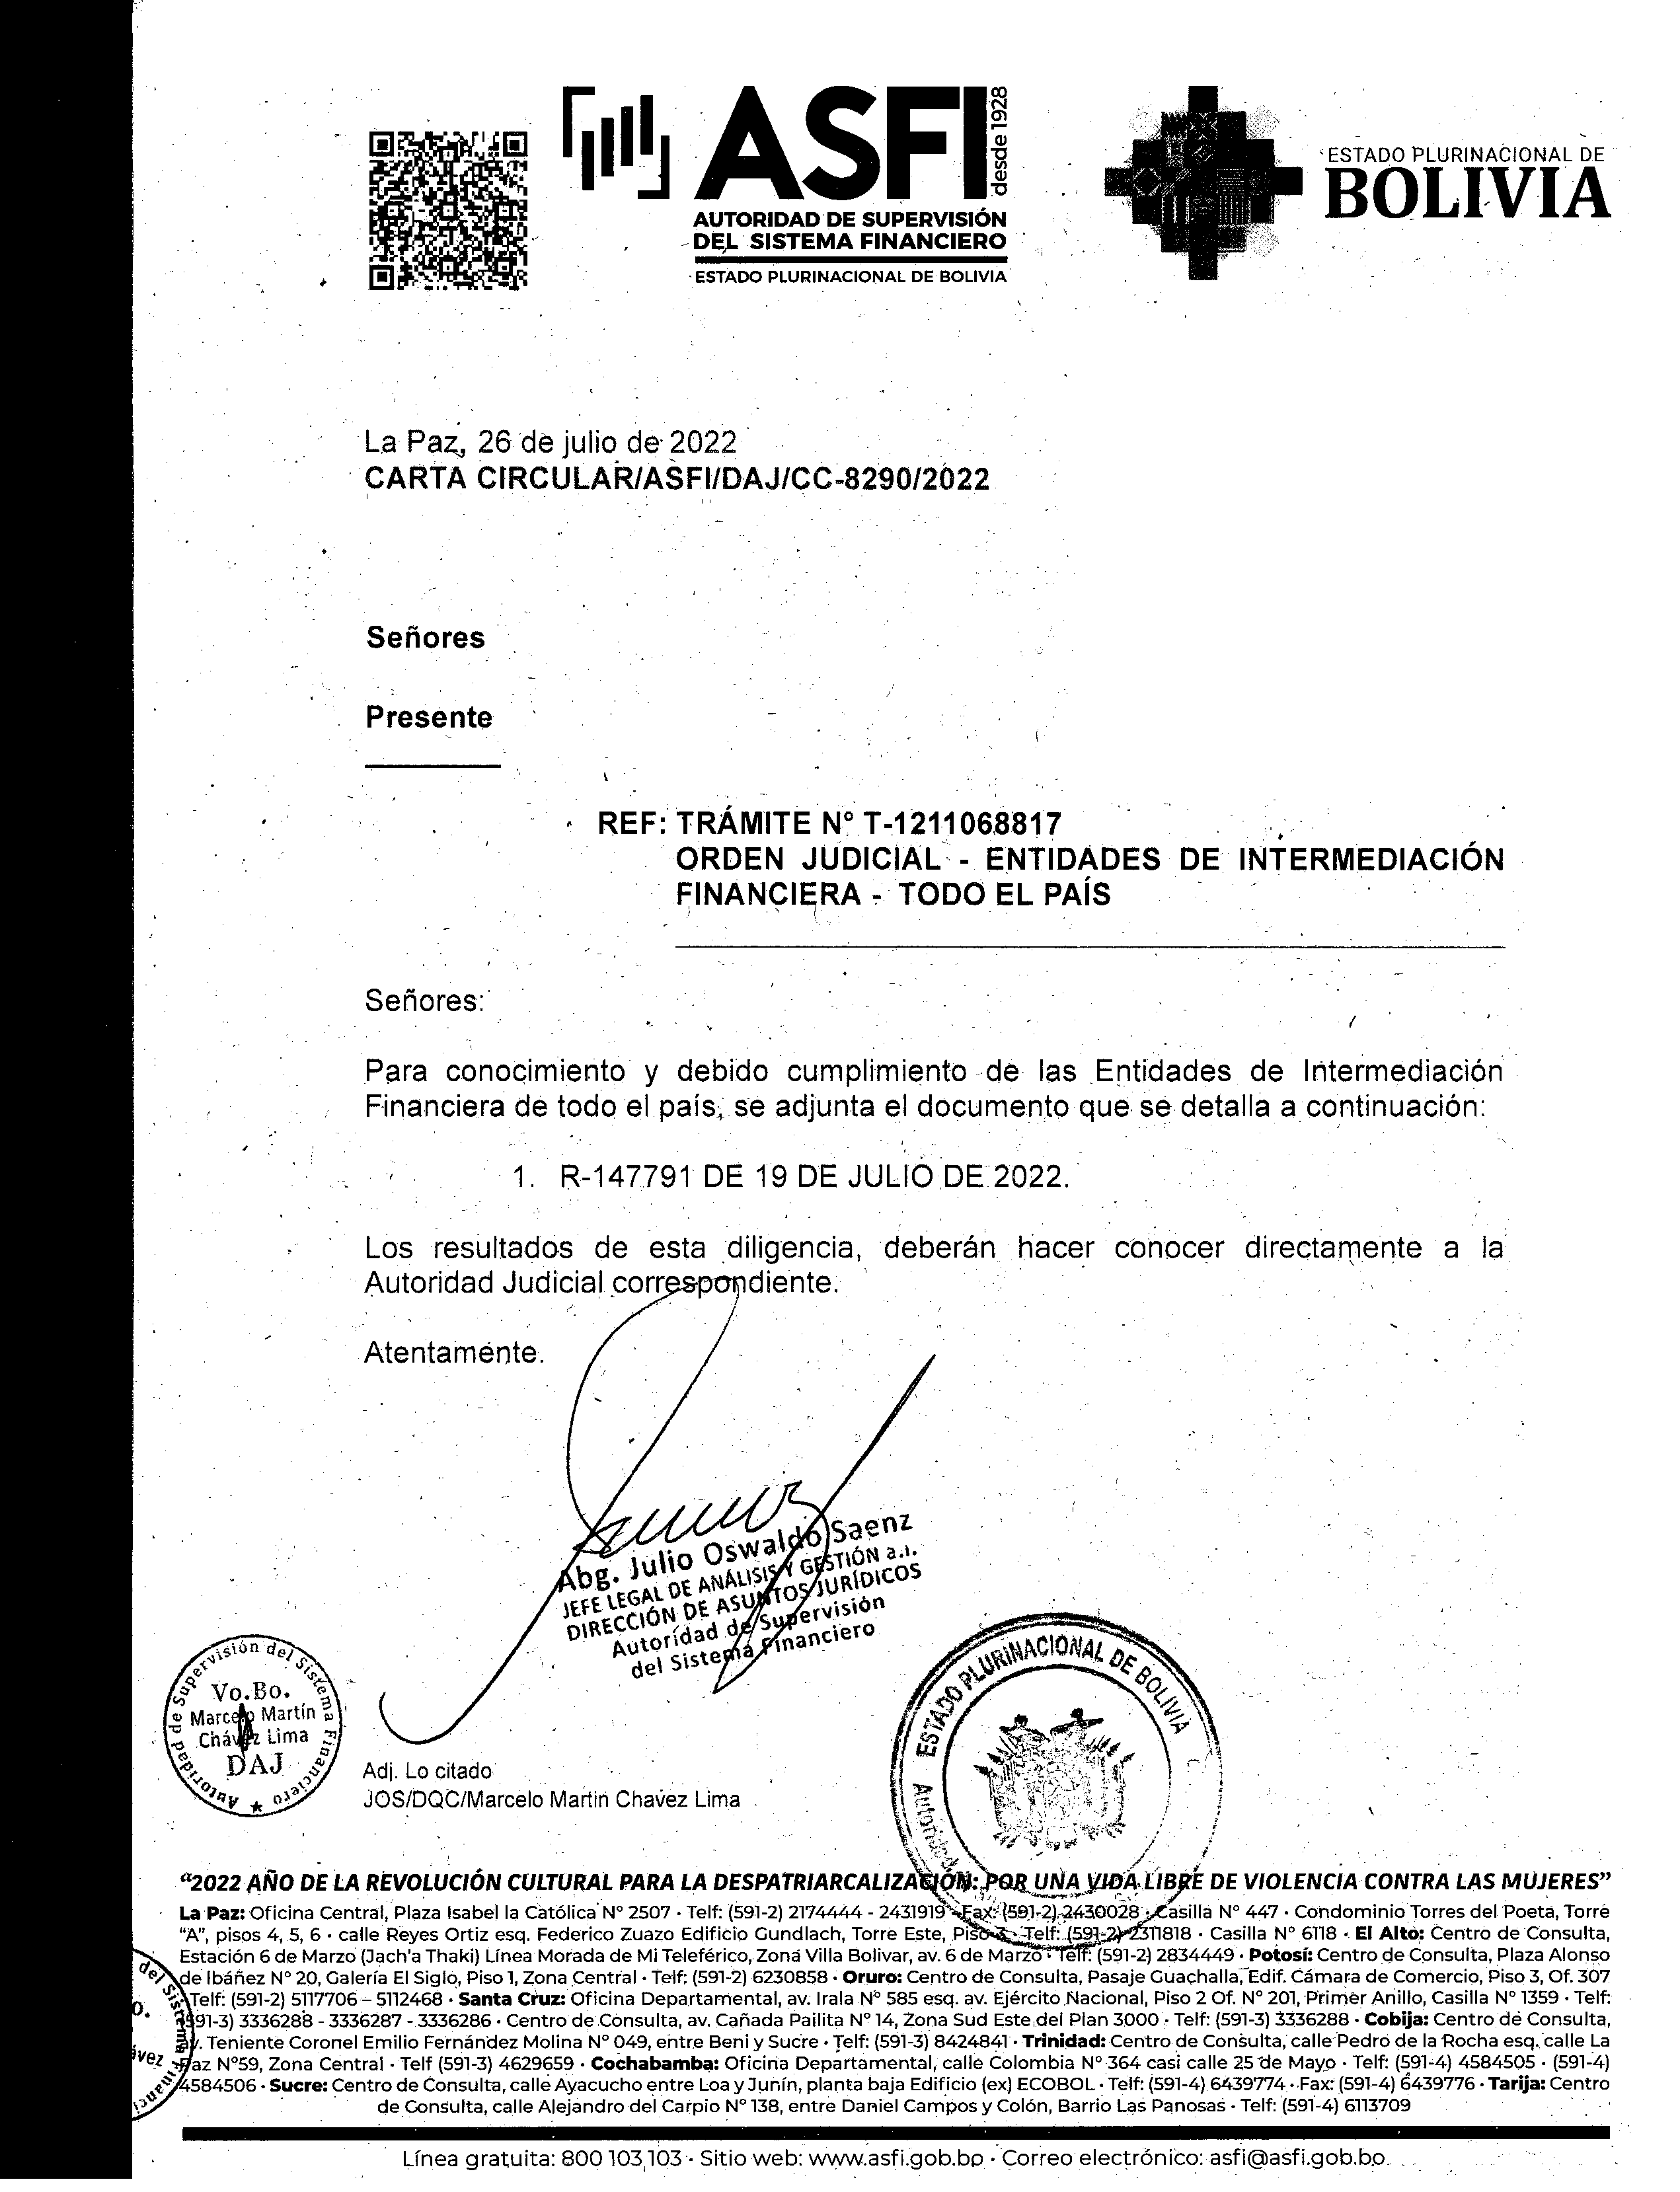 ASFI
desde 1928
AUTORIDAD DE SUPERVISIÓN
DEL SISTEMA FINANCIERO
ESTADO PLURINACIONAL DE BOLIVIA
ESTADO PLURINACIONAL DE
BOLIVIA
La Paz, 26 de julio de 2022
CARTA CIRCULAR/ASFI/DAJ/CC-8290/2022
Señores
Presente
REF: TRÁMITE Nº T-1211068817
ORDEN JUDICIAL - ENTIDADES DE INTERMEDIACIÓN
FINANCIERA - TODO EL PAÍS
Señores:
Para conocimiento y debido cumplimiento de las Entidades de Intermediación
Financiera de todo el país, se adjunta el documento que se detalla a continuación:
1. R-147791 DE 19 DE JULIO DE 2022.
Los resultados de esta diligencia, deberán hacer conocer directamente a la
Autoridad Judicial correspondiente.
Atentamente.
Abg. Julio Oswaldo Saenz
JEFE LEGAL DE ANÁLISIS Y GESTIÓN a.i.
DIRECCIÓN DE ASUNTOS JURÍDICOS
Autoridad de Supervisión
del Sistema Financiero
Autoridad de Supervisión del Sistema Financiero
Vo.Bo.
Marcelo Martín
Chávez Lima
DAJ
ESTADO PLURINACIONAL DE BOLIVIA
Autoridad de
Adj. Lo citado
JOS/DQC/Marcelo Martin Chavez Lima
“2022 AÑO DE LA REVOLUCIÓN CULTURAL PARA LA DESPATRIARCALIZACIÓN: POR UNA VIDA LIBRE DE VIOLENCIA CONTRA LAS MUJERES”
La Paz: Oficina Central, Plaza Isabel la Católica Nº 2507 · Telf: (591-2) 2174444 - 2431919 - Fax: (591-2) 2430028 · Casilla Nº 447 · Condominio Torres del Poeta, Torre
“A”, pisos 4, 5, 6 · calle Reyes Ortiz esq. Federico Zuazo Edificio Gundlach, Torre Este, Piso 3 · Telf: (591-2) 2311818 · Casilla Nº 6118 · El Alto: Centro de Consulta,
Estación 6 de Marzo (Jach'a Thaki) Línea Morada de Mi Teleférico, Zona Villa Bolivar, av. 6 de Marzo · Telf: (591-2) 2834449 · Potosí: Centro de Consulta, Plaza Alonso
de Ibáñez Nº 20, Galería El Siglo, Piso 1, Zona Central · Telf: (591-2) 6230858 · Oruro: Centro de Consulta, Pasaje Guachalla, Edif. Cámara de Comercio, Piso 3, Of. 307
Telf: (591-2) 5117706 – 5112468 · Santa Cruz: Oficina Departamental, av. Irala Nº 585 esq. av. Ejército Nacional, Piso 2 Of. Nº 201, Primer Anillo, Casilla Nº 1359 · Telf:
591-3) 3336288 - 3336287 - 3336286 · Centro de Consulta, av. Cañada Pailita Nº 14, Zona Sud Este del Plan 3000 · Telf: (591-3) 3336288 · Cobija: Centro de Consulta,
v. Teniente Coronel Emilio Fernández Molina Nº 049, entre Beni y Sucre · Telf: (591-3) 8424841 · Trinidad: Centro de Consulta, calle Pedro de la Rocha esq. calle La
Paz Nº59, Zona Central · Telf (591-3) 4629659 · Cochabamba: Oficina Departamental, calle Colombia Nº 364 casi calle 25 de Mayo · Telf: (591-4) 4584505 · (591-4)
4584506 · Sucre: Centro de Consulta, calle Ayacucho entre Loa y Junín, planta baja Edificio (ex) ECOBOL · Telf: (591-4) 6439774 · Fax: (591-4) 6439776 · Tarija: Centro
de Consulta, calle Alejandro del Carpio Nº 138, entre Daniel Campos y Colón, Barrio Las Panosas · Telf: (591-4) 6113709
Línea gratuita: 800 103 103 · Sitio web: www.asfi.gob.bo · Correo electrónico: asfi@asfi.gob.bo